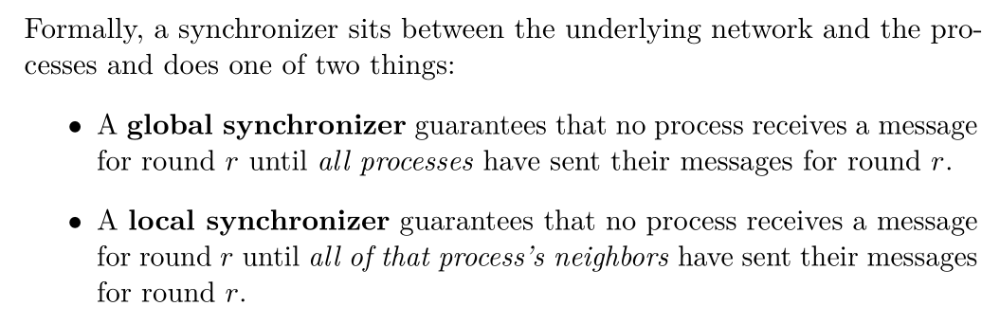 Formally, a synchronizer sits between the underlying network and the pro-
cesses and does one of two things:
• A global synchronizer guarantees that no process receives a message
for round r until all processes have sent their messages for round r.
• A local synchronizer guarantees that no process receives a message
for round r until all of that process’s neighbors have sent their messages
for round r.